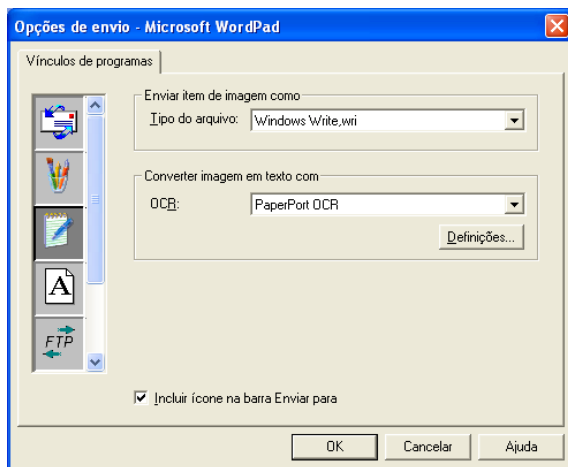 Opções de envio - Microsoft WordPad
Vínculos de programas
Enviar item de imagem como
Tipo do arquivo: Windows Write,wri
Converter imagem em texto com
OCR: PaperPort OCR
Definições...
A
FTP
Incluir ícone na barra Enviar para
OK Cancelar Ajuda